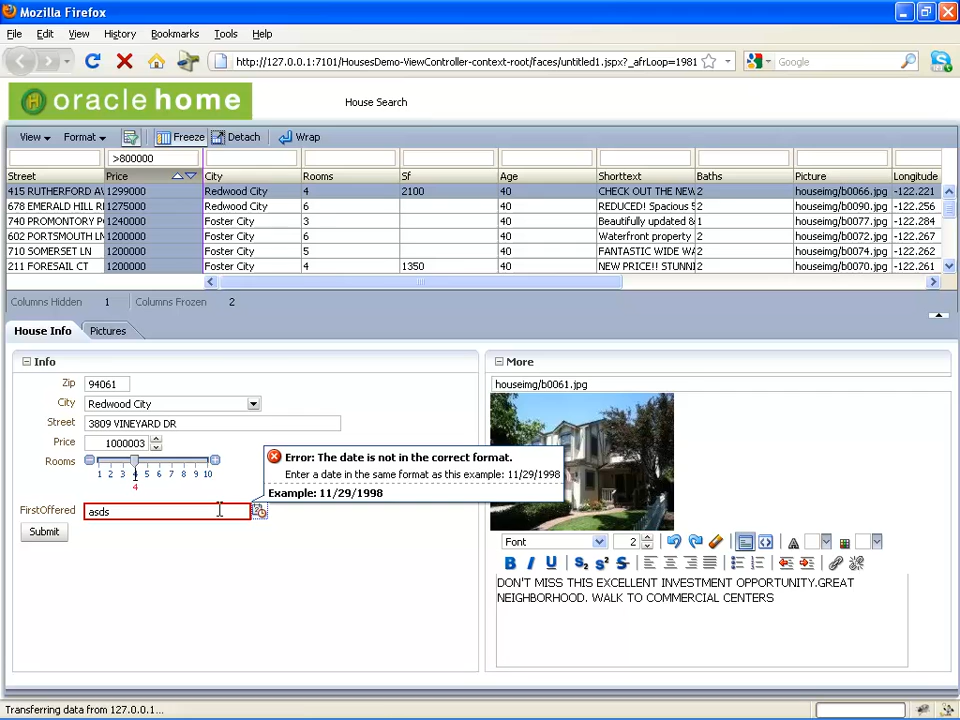 Mozilla Firefox
File Edit View History Bookmarks Tools Help
http://127.0.0.1:7101/HousesDemo-ViewController-context-root/faces/untitled1.jspx?_afrLoop=1981
Google
oracle home
House Search
View Format Freeze Detach Wrap
>800000
Street Price City Rooms Sf Age Shorttext Baths Picture Longitude
415 RUTHERFORD AV 1299000 Redwood City 4 2100 40 CHECK OUT THE NEW 2 houseimg/b0066.jpg -122.221
678 EMERALD HILL R 1275000 Redwood City 6 40 REDUCED! Spacious 5 2 houseimg/b0090.jpg -122.256
740 PROMONTORY P 1240000 Foster City 3 40 Beautifully updated & 1 houseimg/b0077.jpg -122.284
602 PORTSMOUTH LN 1200000 Foster City 6 40 Waterfront property 2 houseimg/b0072.jpg -122.267
710 SOMERSET LN 1200000 Foster City 5 40 FANTASTIC WIDE WA 2 houseimg/b0074.jpg -122.262
211 FORESAIL CT 1200000 Foster City 4 1350 40 NEW PRICE!! STUNNI 2 houseimg/b0070.jpg -122.261
Columns Hidden 1 Columns Frozen 2
House Info Pictures
Info
Zip 94061
City Redwood City
Street 3809 VINEYARD DR
Price 1000003
Rooms
1 2 3 4 5 6 7 8 9 10
4
Error: The date is not in the correct format.
Enter a date in the same format as this example: 11/29/1998
Example: 11/29/1998
FirstOffered asds
Submit
More
houseimg/b0061.jpg
Font 2
B I U S2 S2 S
DON'T MISS THIS EXCELLENT INVESTMENT OPPORTUNITY.GREAT
NEIGHBORHOOD. WALK TO COMMERCIAL CENTERS
Transferring data from 127.0.0.1...